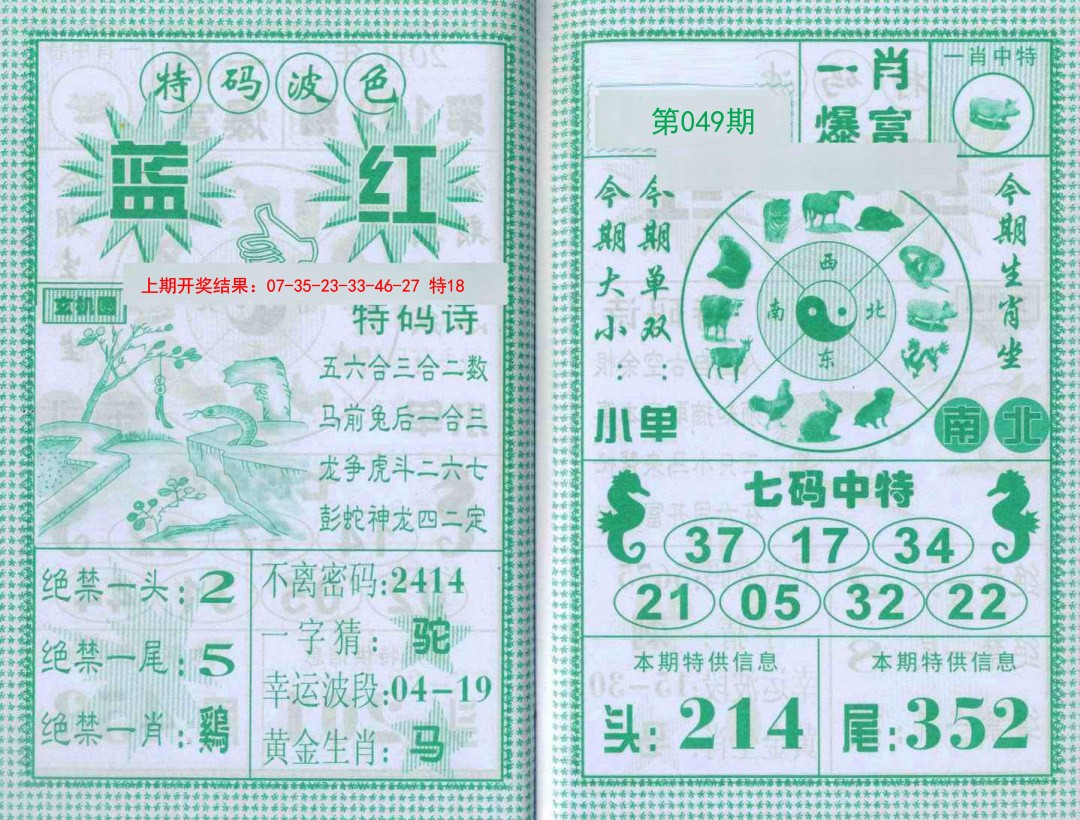 特码波色
蓝 红
上期开奖结果：07-35-23-33-46-27 特18
玄机图
特码诗
五六合三合二数
马前兔后一合三
龙争虎斗二六七
彭蛇神龙四二定
绝禁一头：2
绝禁一尾：5
绝禁一肖：鷄
不离密码：2414
一字猜：驼
幸运波段：04-19
黄金生肖：马
第049期
一肖
爆富
一肖中特
今期大小：小
今期单双：单
西
南 北
东
今期生肖坐
南 北
七码中特
37 17 34
21 05 32 22
本期特供信息
头：214
本期特供信息
尾：352